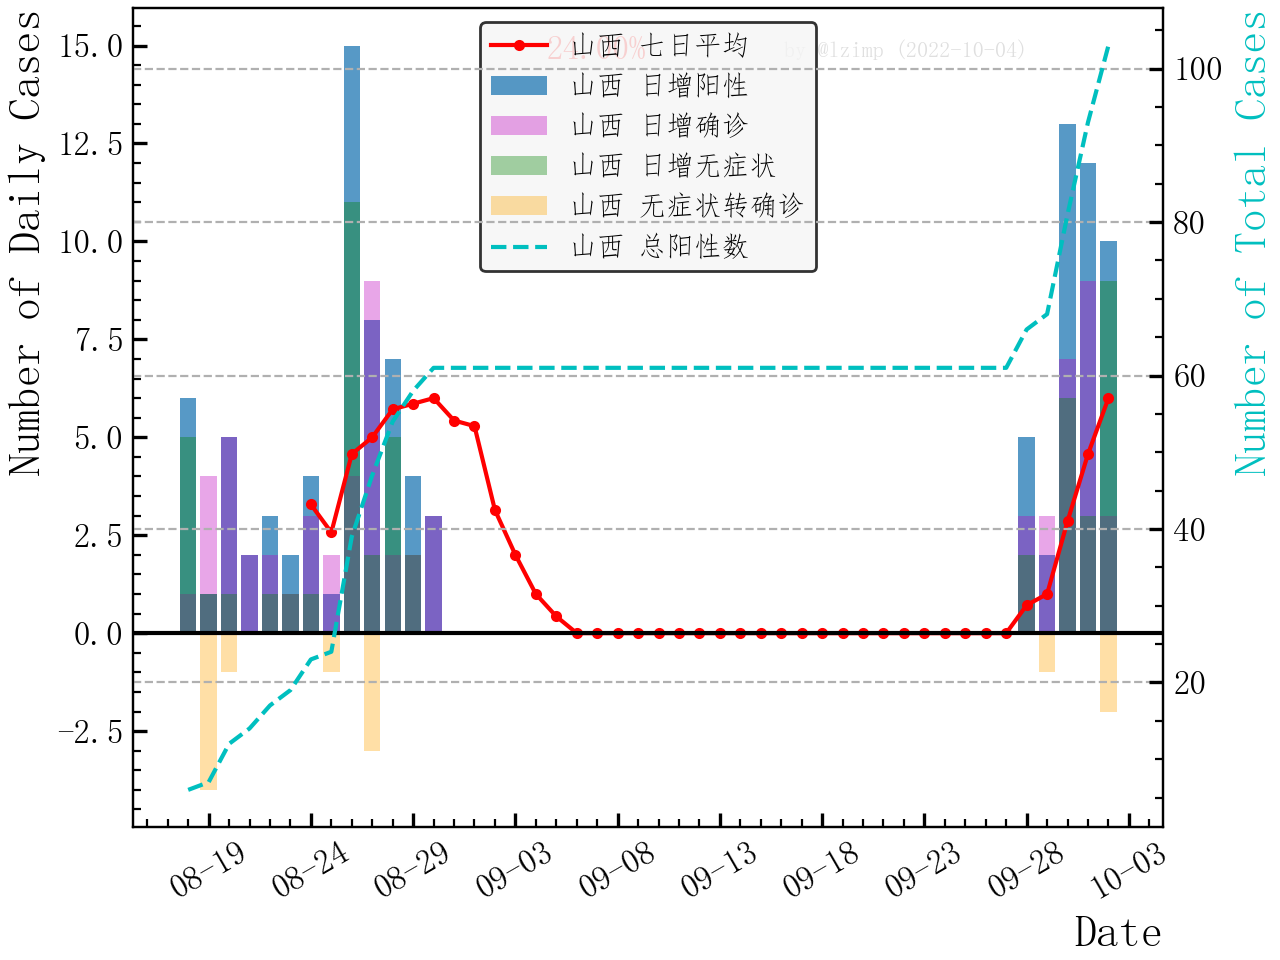 Number of Daily Cases
15.0
12.5
10.0
7.5
5.0
2.5
0.0
-2.5
24.00%
by @lzimp (2022-10-04)
山西 七日平均
山西 日增阳性
山西 日增确诊
山西 日增无症状
山西 无症状转确诊
山西 总阳性数
100
80
60
40
20
Number of Total Cases
08-19 08-24 08-29 09-03 09-08 09-13 09-18 09-23 09-28 10-03
Date